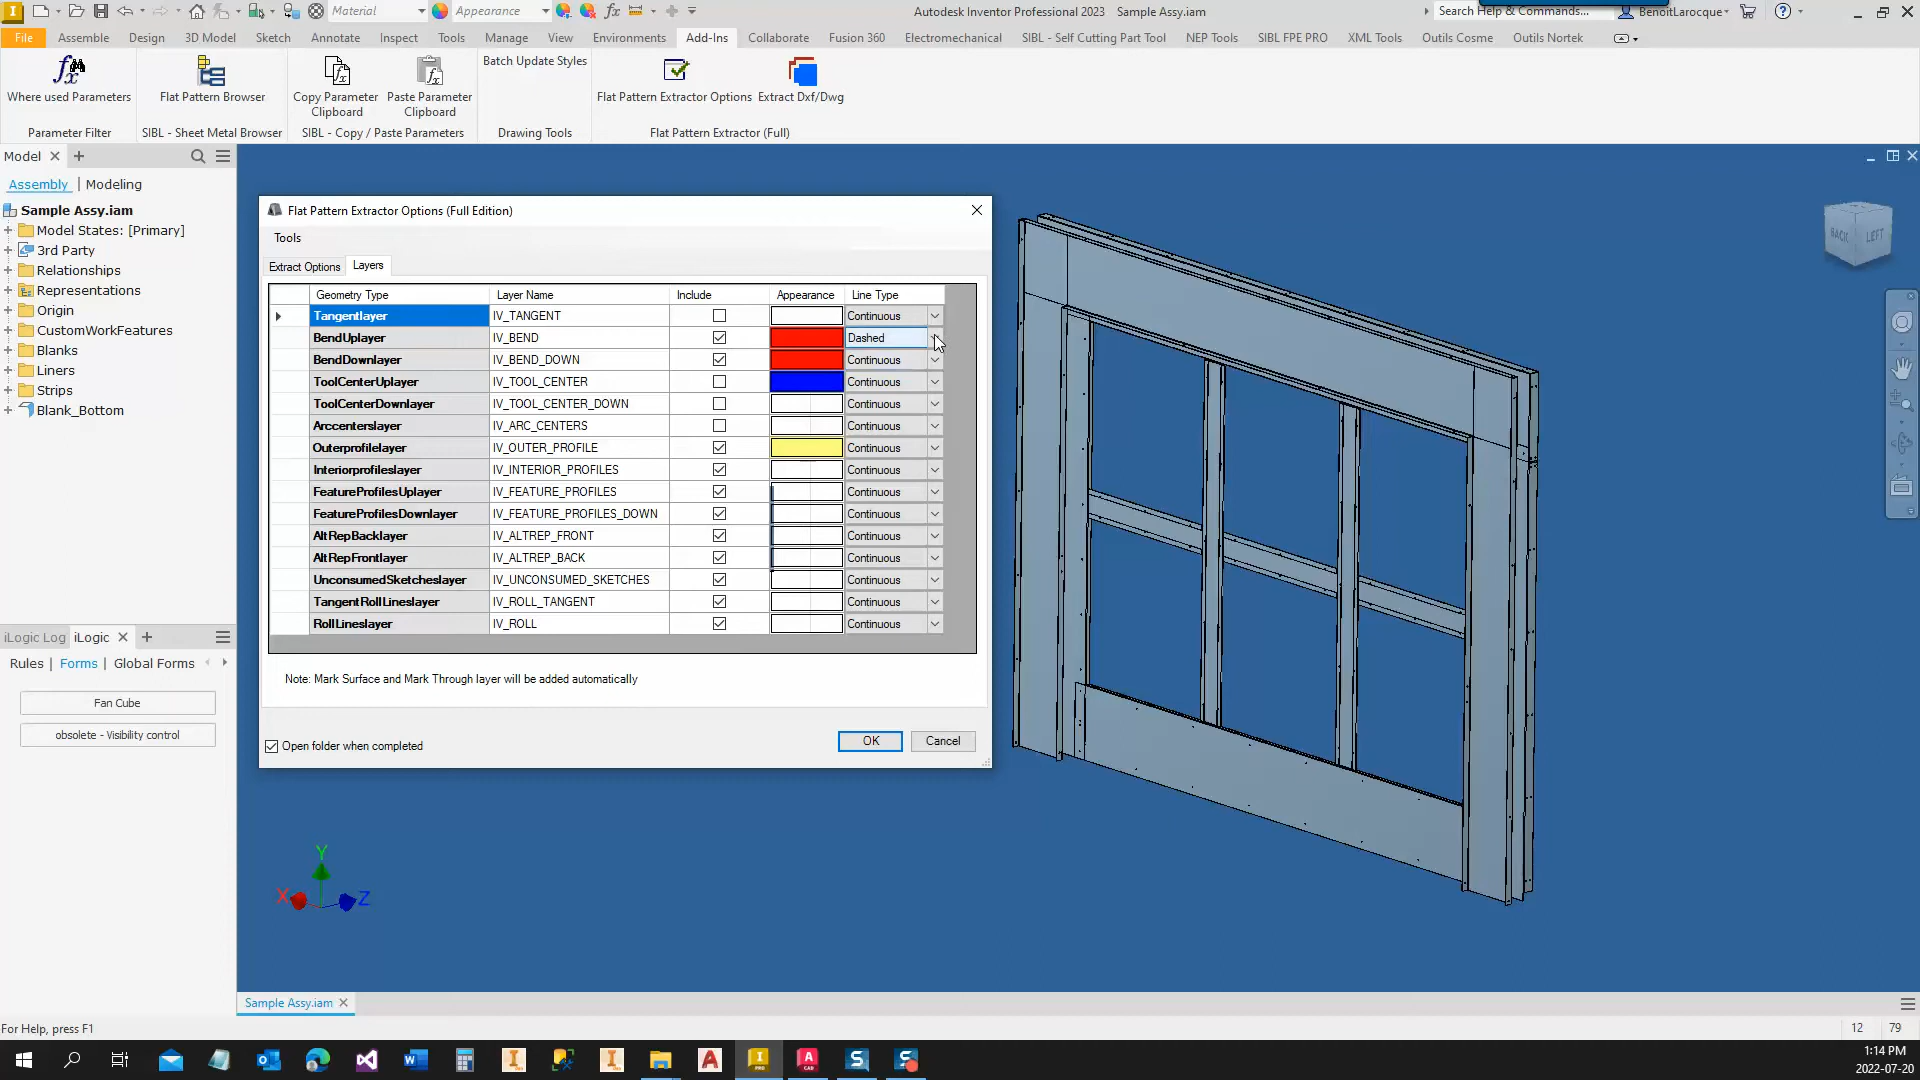 Material
Appearance
Autodesk Inventor Professional 2023 Sample Assy.iam
Search Help & Commands...
BenoitLarocque
File Assemble Design 3D Model Sketch Annotate Inspect Tools Manage View Environments Add-Ins Collaborate Fusion 360 Electromechanical SIBL - Self Cutting Part Tool NEP Tools SIBL FPE PRO XML Tools Outils Cosme Outils Nortek
Where used Parameters
Flat Pattern Browser
Copy Parameter Clipboard
Paste Parameter Clipboard
Batch Update Styles
Flat Pattern Extractor Options
Extract Dxf/Dwg
Parameter Filter
SIBL - Sheet Metal Browser
SIBL - Copy / Paste Parameters
Drawing Tools
Flat Pattern Extractor (Full)
Model
Assembly | Modeling
Sample Assy.iam
Model States: [Primary]
3rd Party
Relationships
Representations
Origin
CustomWorkFeatures
Blanks
Liners
Strips
Blank_Bottom
iLogic Log iLogic
Rules | Forms | Global Forms
Fan Cube
obsolete - Visibility control
Flat Pattern Extractor Options (Full Edition)
Tools
Extract Options Layers
Geometry Type Layer Name Include Appearance Line Type
Tangentlayer IV_TANGENT Continuous
BendUplayer IV_BEND Dashed
BendDownlayer IV_BEND_DOWN Continuous
ToolCenterUplayer IV_TOOL_CENTER Continuous
ToolCenterDownlayer IV_TOOL_CENTER_DOWN Continuous
Arccenterslayer IV_ARC_CENTERS Continuous
Outerprofilelayer IV_OUTER_PROFILE Continuous
Interiorprofileslayer IV_INTERIOR_PROFILES Continuous
FeatureProfilesUplayer IV_FEATURE_PROFILES Continuous
FeatureProfilesDownlayer IV_FEATURE_PROFILES_DOWN Continuous
AltRepBacklayer IV_ALTREP_FRONT Continuous
AltRepFrontlayer IV_ALTREP_BACK Continuous
UnconsumedSketcheslayer IV_UNCONSUMED_SKETCHES Continuous
TangentRollLineslayer IV_ROLL_TANGENT Continuous
RollLineslayer IV_ROLL Continuous
Note: Mark Surface and Mark Through layer will be added automatically
Open folder when completed
OK
Cancel
BACK LEFT
Y
X
Z
Sample Assy.iam
For Help, press F1
12 79
1:14 PM
2022-07-20